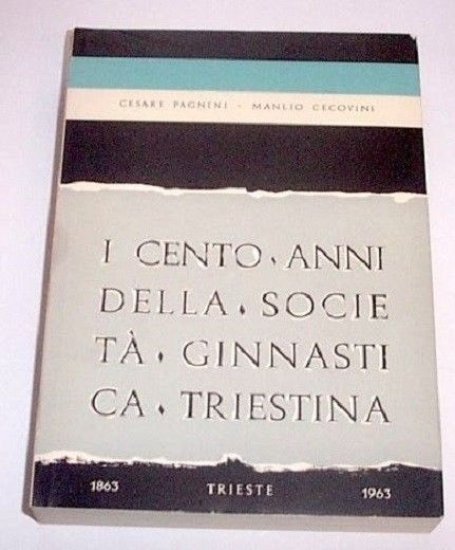 CESARE PAGNINI - MANLIO CECOVINI
I CENTO · ANNI
DELLA · SOCIE
TÀ · GINNASTI
CA · TRIESTINA
1863 TRIESTE 1963